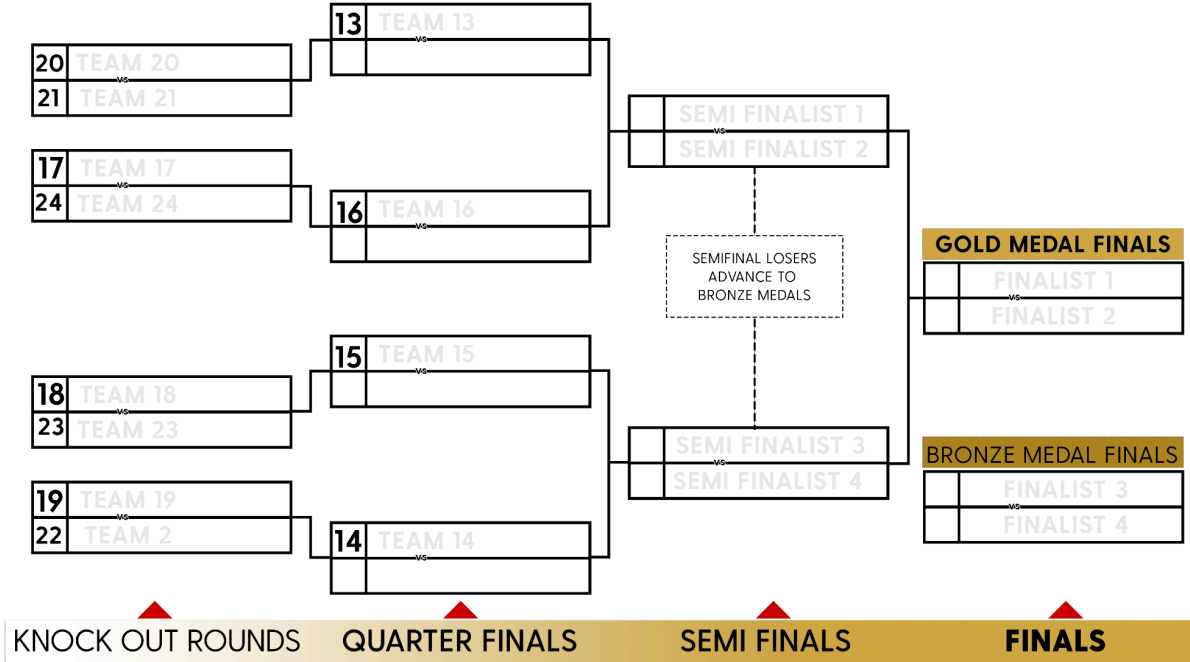 13 TEAM 13
vs
20 TEAM 20
vs
21 TEAM 21
17 TEAM 17
vs
24 TEAM 24
16 TEAM 16
vs
SEMI FINALIST 1
vs
SEMI FINALIST 2
SEMIFINAL LOSERS
ADVANCE TO
BRONZE MEDALS
GOLD MEDAL FINALS
FINALIST 1
vs
FINALIST 2
15 TEAM 15
vs
18 TEAM 18
vs
23 TEAM 23
19 TEAM 19
vs
22 TEAM 2
14 TEAM 14
vs
SEMI FINALIST 3
vs
SEMI FINALIST 4
BRONZE MEDAL FINALS
FINALIST 3
vs
FINALIST 4
KNOCK OUT ROUNDS
QUARTER FINALS
SEMI FINALS
FINALS